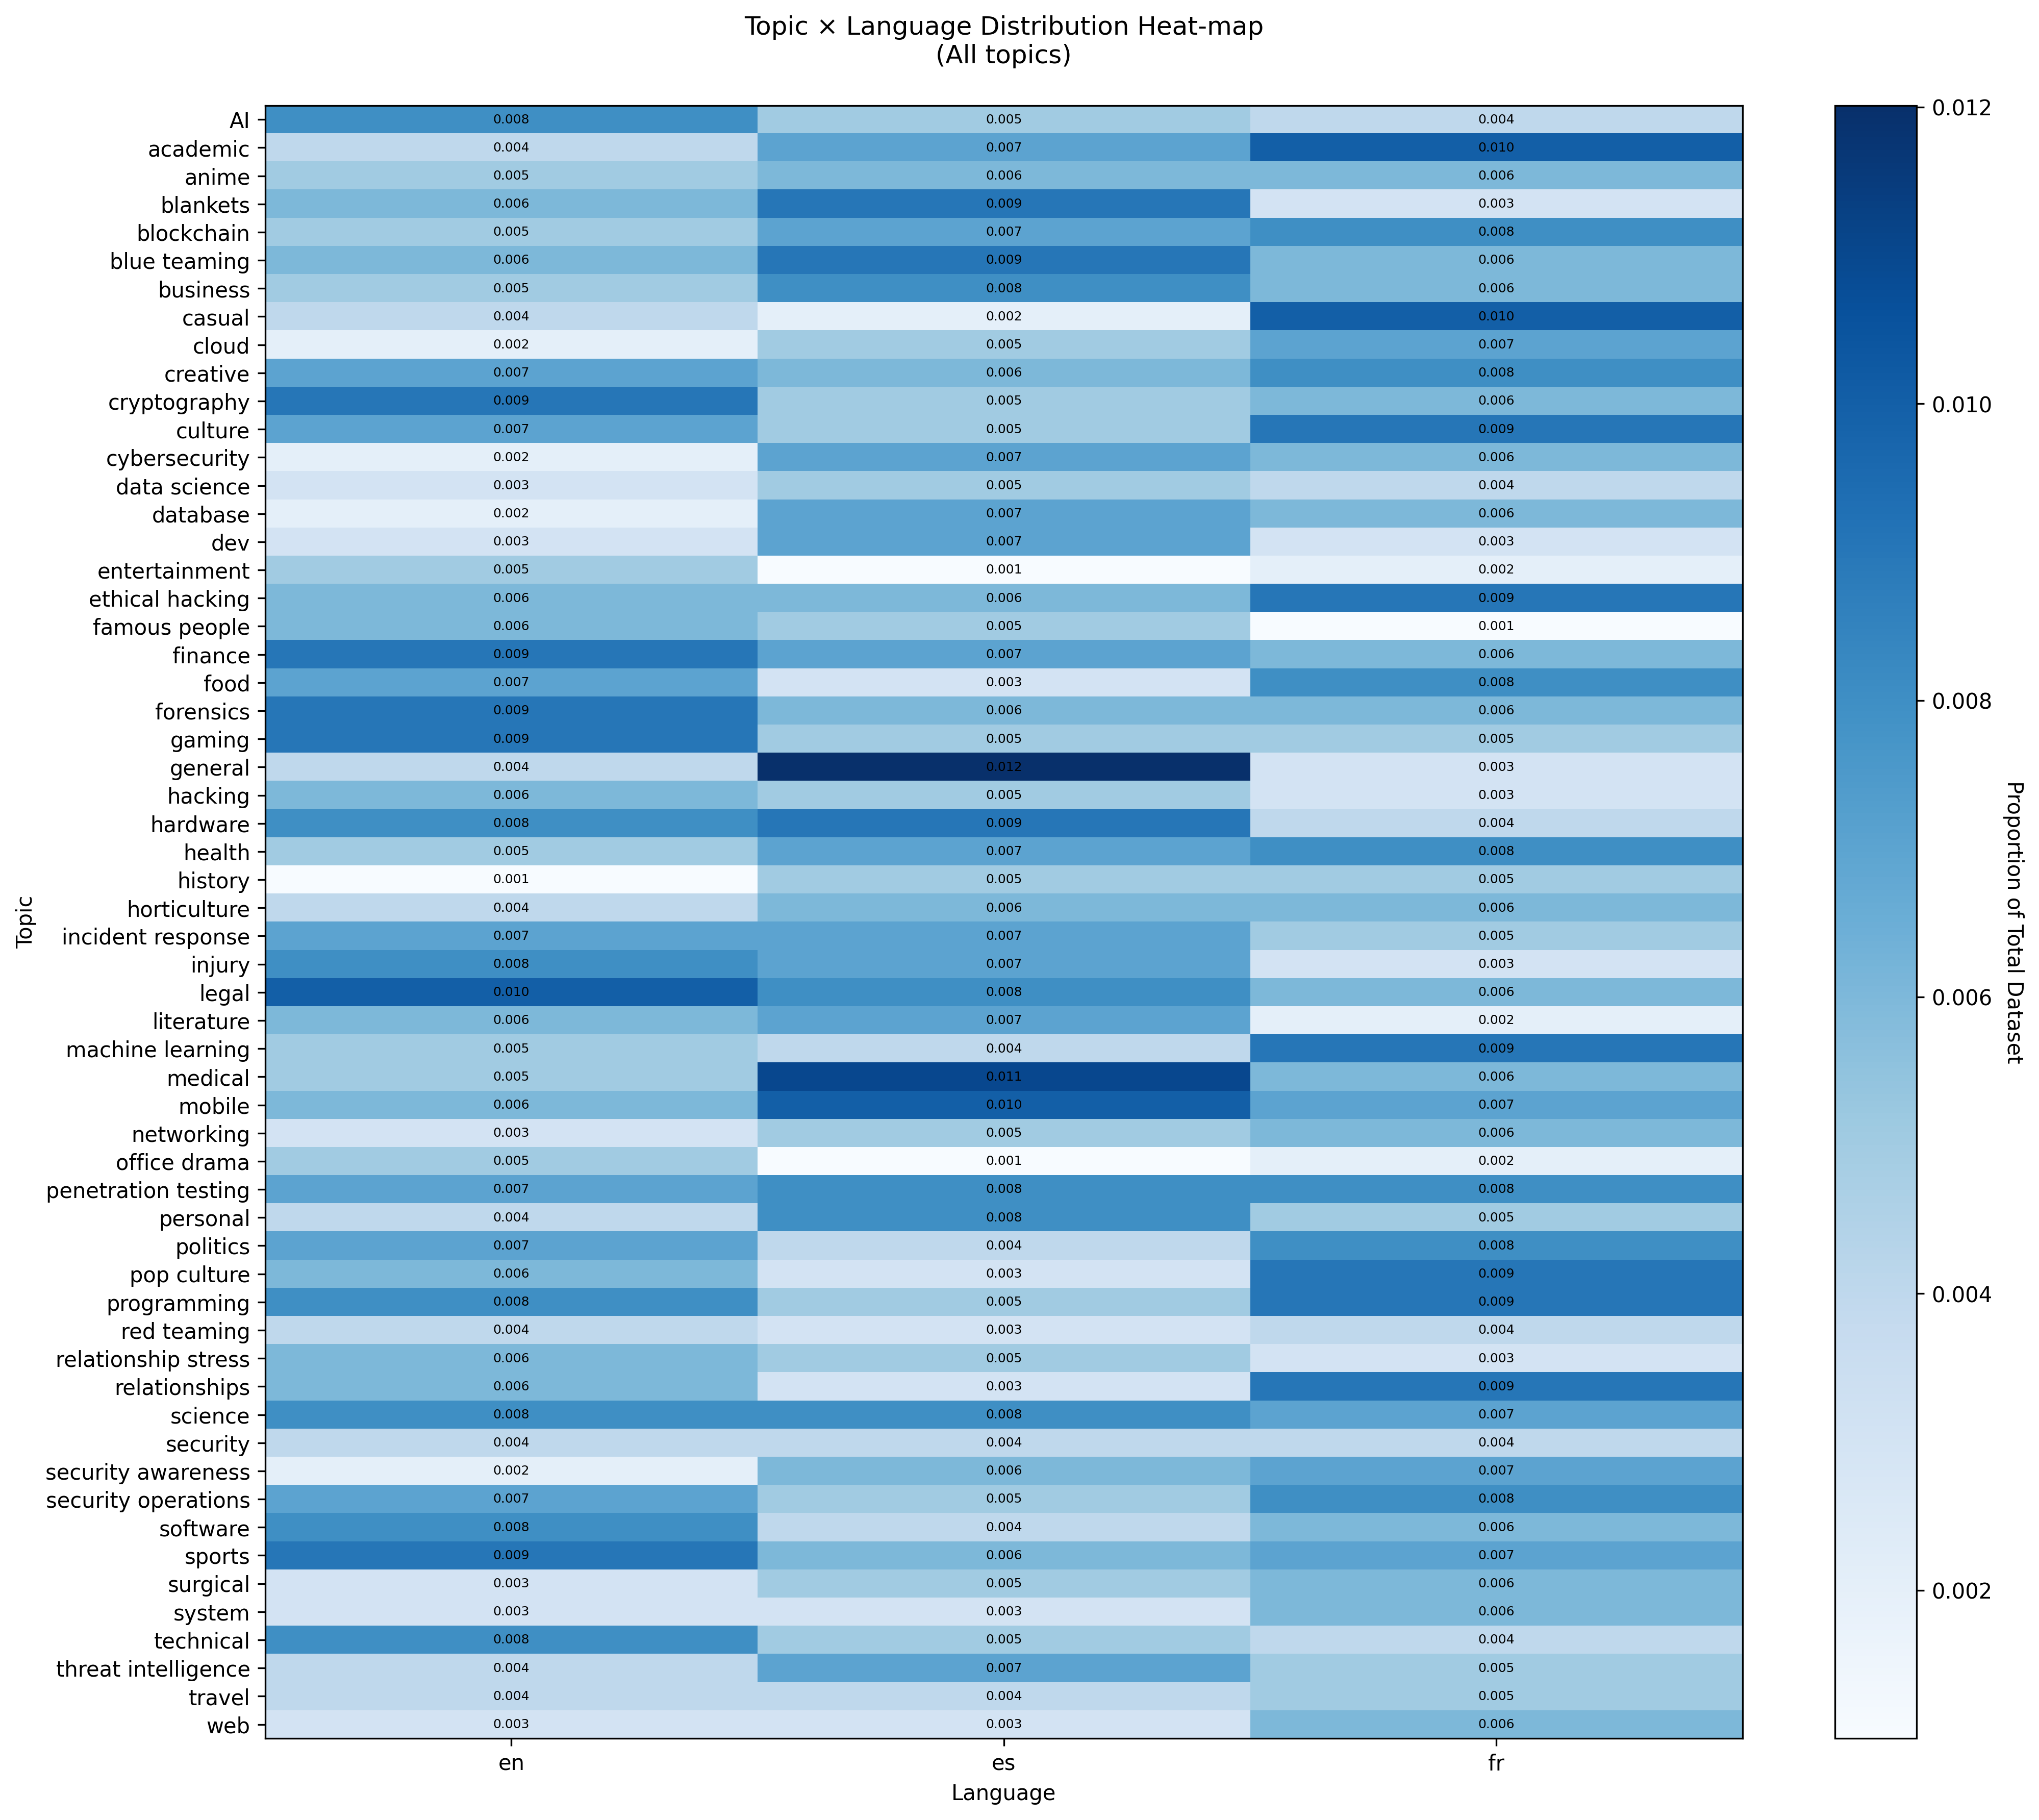 Topic × Language Distribution Heat-map
(All topics)
AI 0.008 0.005 0.004
academic 0.004 0.007 0.010
anime 0.005 0.006 0.006
blankets 0.006 0.009 0.003
blockchain 0.005 0.007 0.008
blue teaming 0.006 0.009 0.006
business 0.005 0.008 0.006
casual 0.004 0.002 0.010
cloud 0.002 0.005 0.007
creative 0.007 0.006 0.008
cryptography 0.009 0.005 0.006
culture 0.007 0.005 0.009
cybersecurity 0.002 0.007 0.006
data science 0.003 0.005 0.004
database 0.002 0.007 0.006
dev 0.003 0.007 0.003
entertainment 0.005 0.001 0.002
ethical hacking 0.006 0.006 0.009
famous people 0.006 0.005 0.001
finance 0.009 0.007 0.006
food 0.007 0.003 0.008
forensics 0.009 0.006 0.006
gaming 0.009 0.005 0.005
general 0.004 0.012 0.003
hacking 0.006 0.005 0.003
hardware 0.008 0.009 0.004
health 0.005 0.007 0.008
history 0.001 0.005 0.005
horticulture 0.004 0.006 0.006
incident response 0.007 0.007 0.005
injury 0.008 0.007 0.003
legal 0.010 0.008 0.006
literature 0.006 0.007 0.002
machine learning 0.005 0.004 0.009
medical 0.005 0.011 0.006
mobile 0.006 0.010 0.007
networking 0.003 0.005 0.006
office drama 0.005 0.001 0.002
penetration testing 0.007 0.008 0.008
personal 0.004 0.008 0.005
politics 0.007 0.004 0.008
pop culture 0.006 0.003 0.009
programming 0.008 0.005 0.009
red teaming 0.004 0.003 0.004
relationship stress 0.006 0.005 0.003
relationships 0.006 0.003 0.009
science 0.008 0.008 0.007
security 0.004 0.004 0.004
security awareness 0.002 0.006 0.007
security operations 0.007 0.005 0.008
software 0.008 0.004 0.006
sports 0.009 0.006 0.007
surgical 0.003 0.005 0.006
system 0.003 0.003 0.006
technical 0.008 0.005 0.004
threat intelligence 0.004 0.007 0.005
travel 0.004 0.004 0.005
web 0.003 0.003 0.006
en es fr
Language
Topic
0.012
0.010
0.008
0.006
0.004
0.002
Proportion of Total Dataset